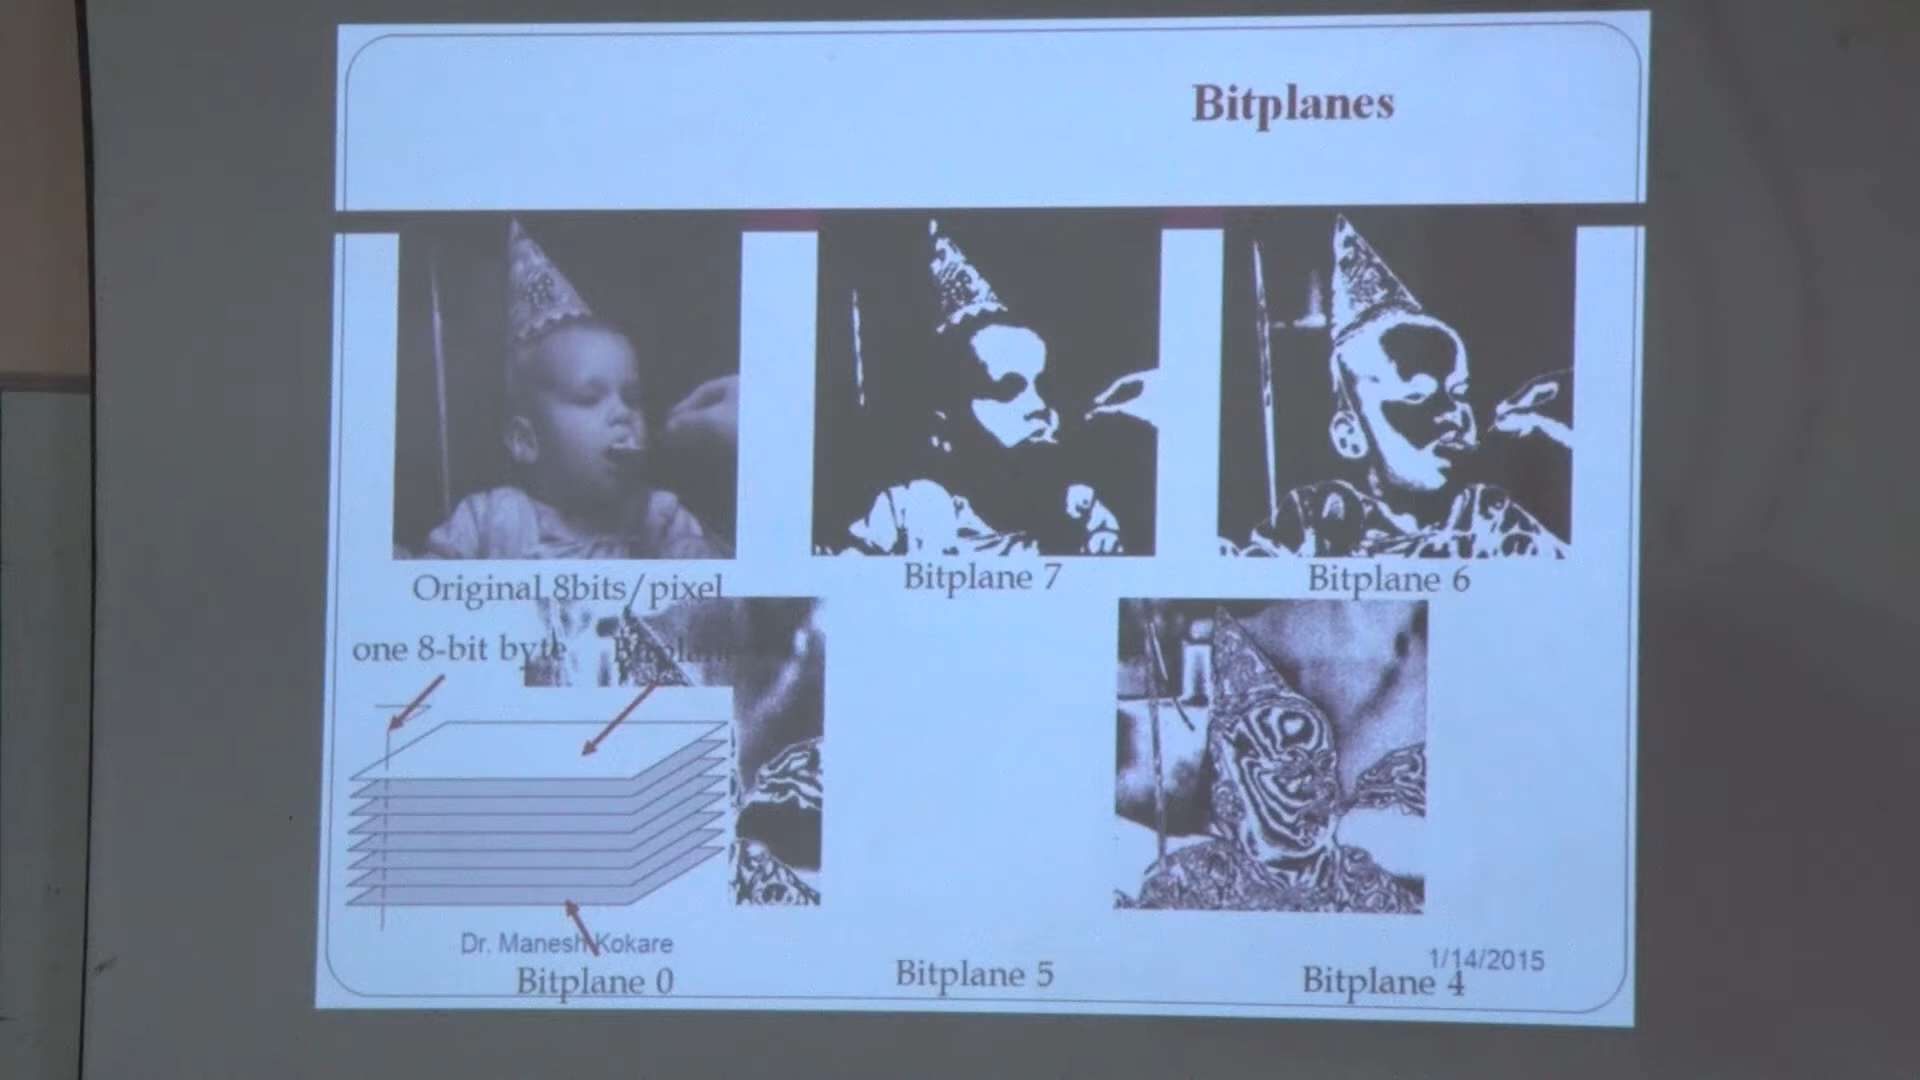 Bitplanes
Original 8bits/pixel
Bitplane 7
Bitplane 6
one 8-bit byte
Bitplane
Dr. Manesh Kokare
1/14/2015
Bitplane 0
Bitplane 5
Bitplane 4